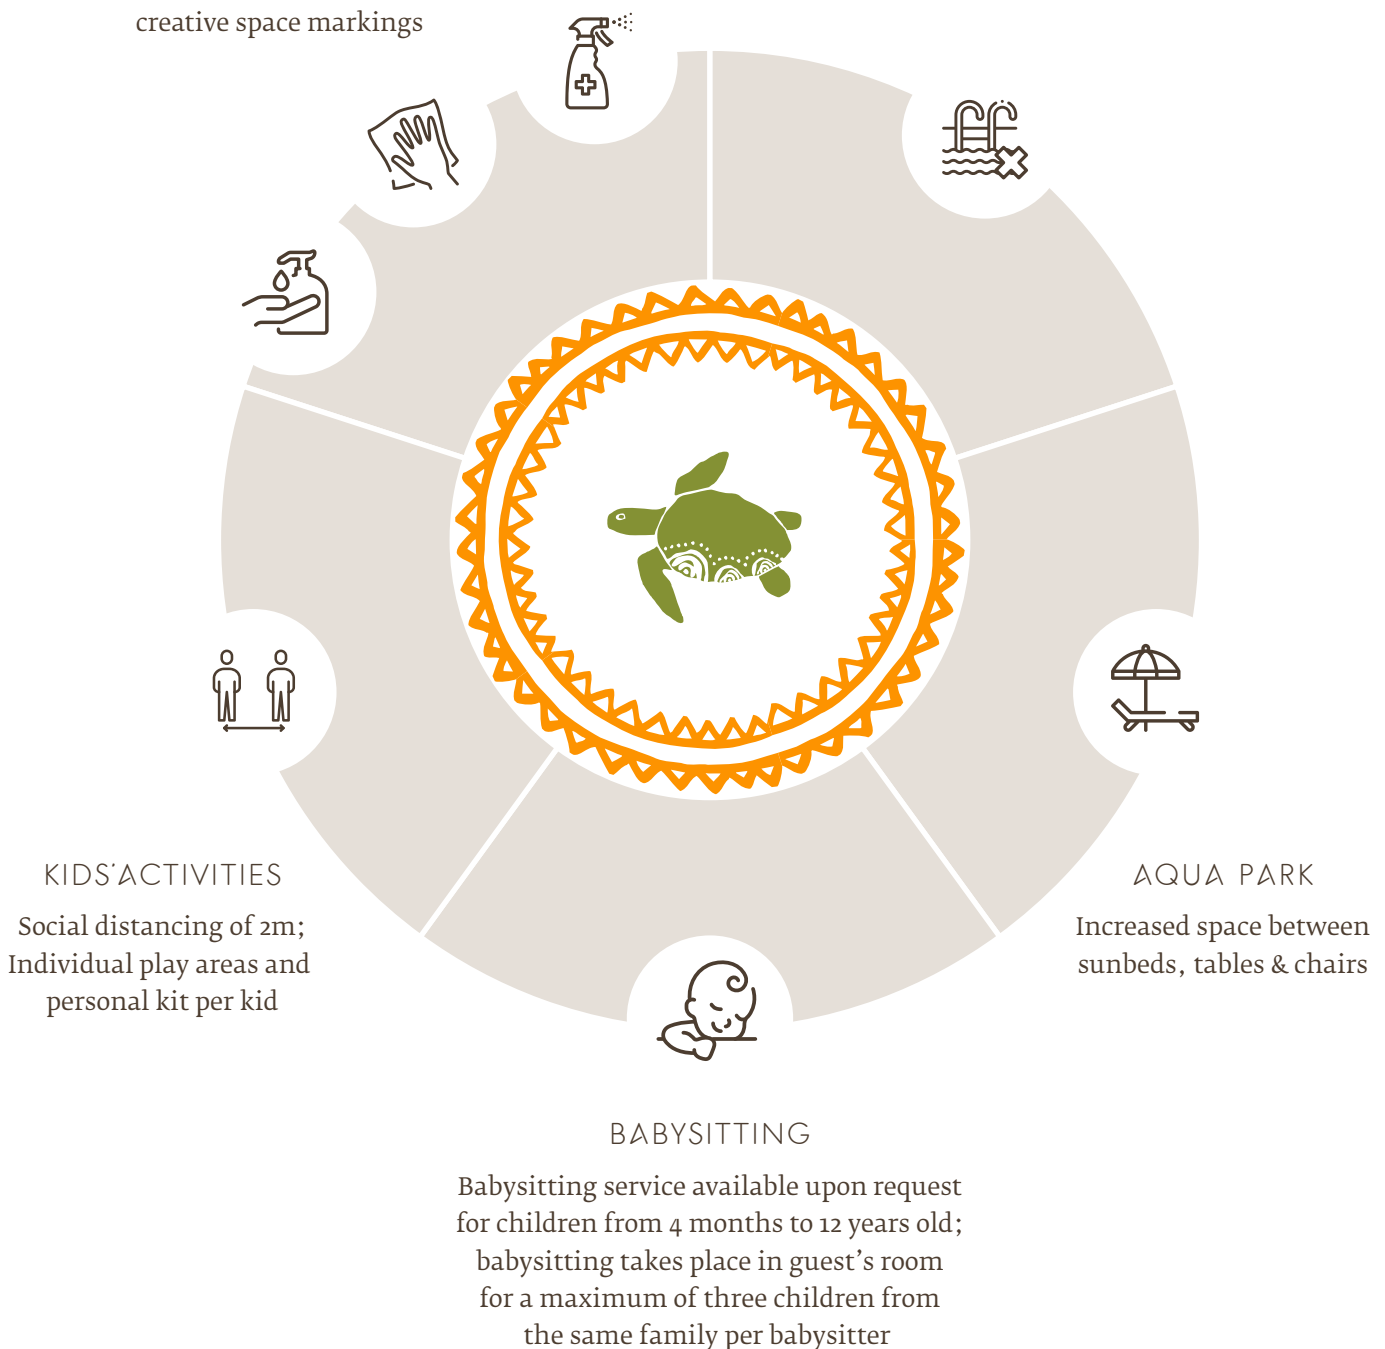 creative space markings
KIDS'ACTIVITIES
Social distancing of 2m;
Individual play areas and
personal kit per kid
AQUA PARK
Increased space between
sunbeds, tables & chairs
BABYSITTING
Babysitting service available upon request
for children from 4 months to 12 years old;
babysitting takes place in guest’s room
for a maximum of three children from
the same family per babysitter